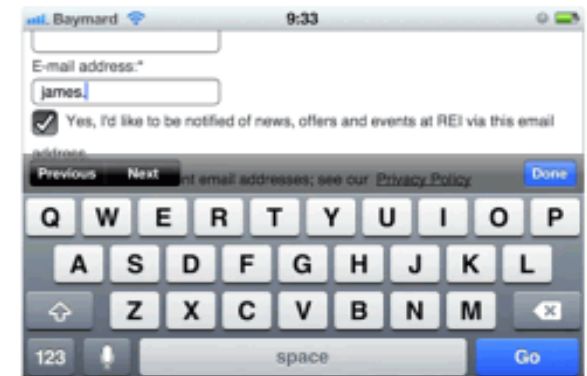 Baymard 9:33
E-mail address:*
james.
Yes, I'd like to be notified of news, offers and events at REI via this email
address.
Previous Next nt email addresses; see our Privacy Policy Done
Q W E R T Y U I O P
A S D F G H J K L
Z X C V B N M
123 space Go